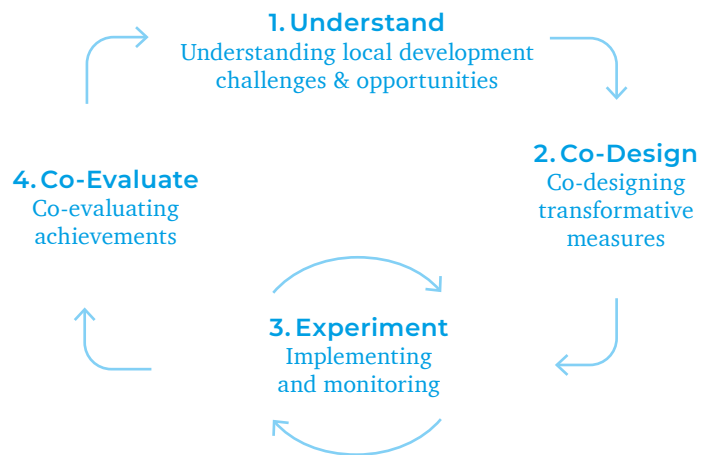 1. Understand
Understanding local development
challenges & opportunities
2. Co-Design
Co-designing
transformative
measures
3. Experiment
Implementing
and monitoring
4. Co-Evaluate
Co-evaluating
achievements